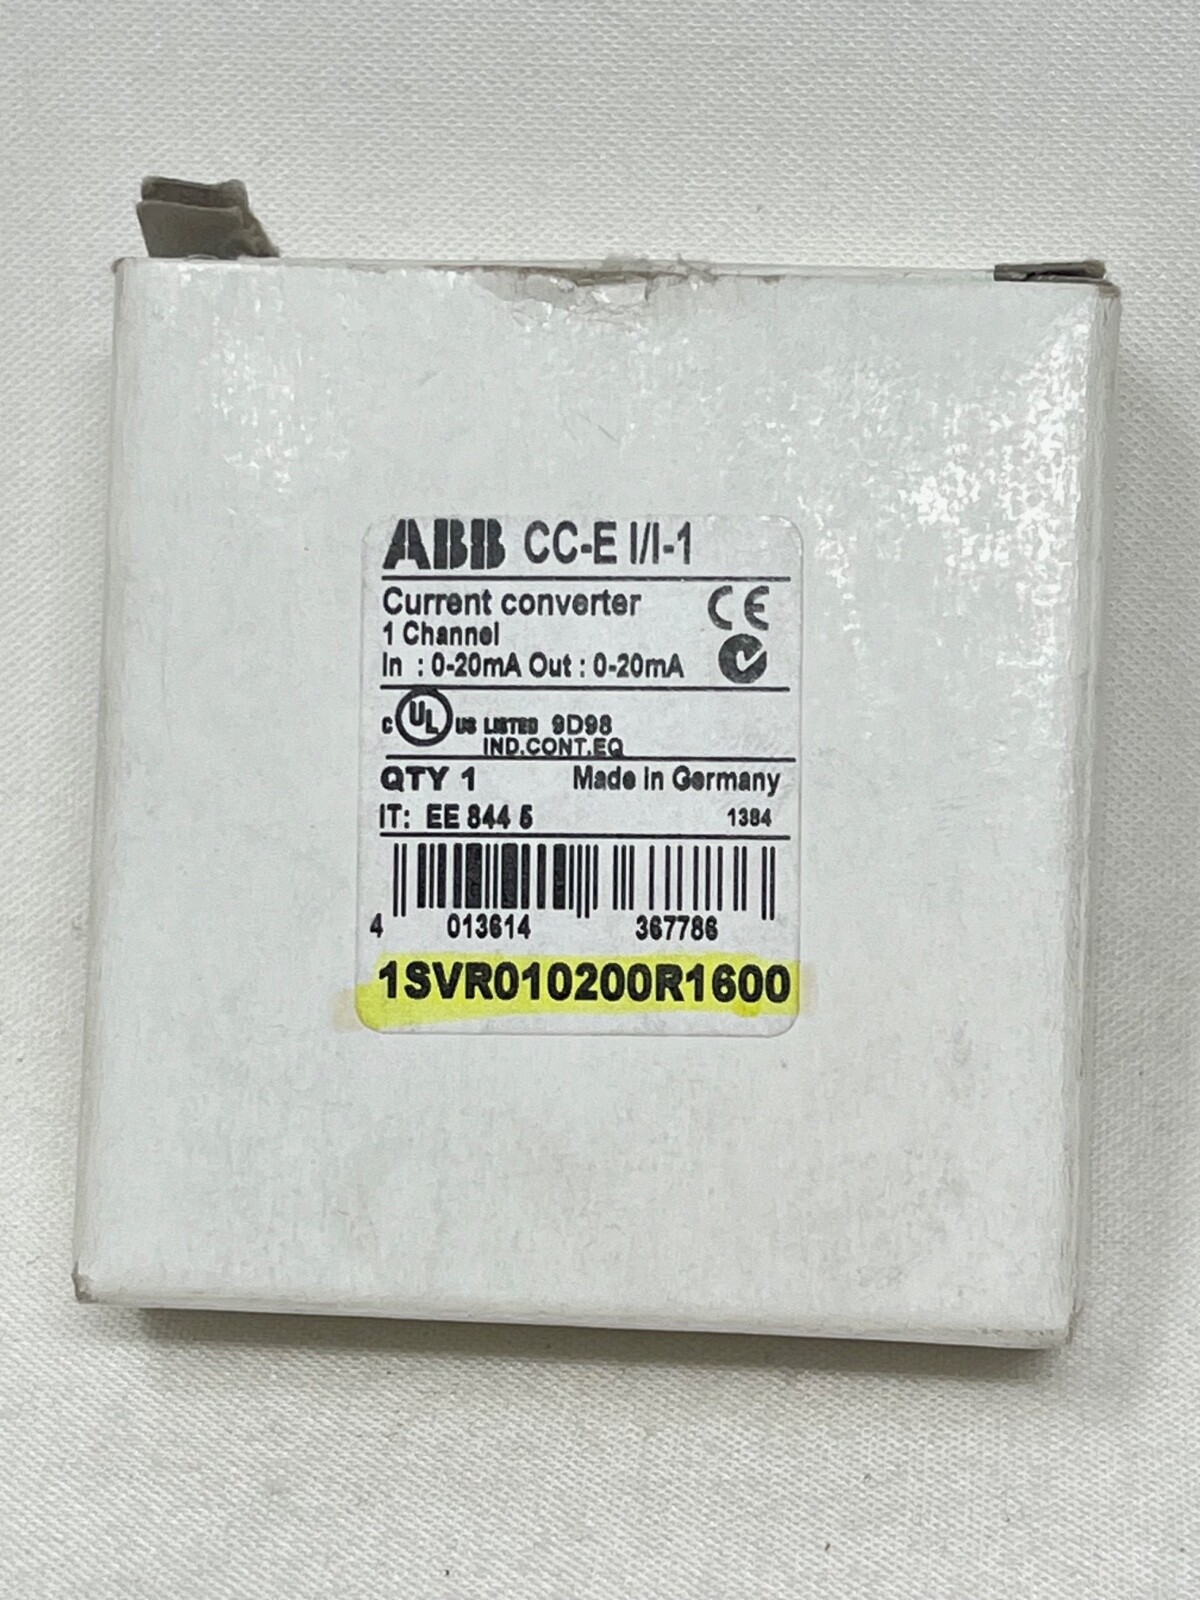 ABB CC-E I/I-1
Current converter CE
1 Channel
In : 0-20mA Out : 0-20mA
c UL US LISTED 9D98
IND.CONT.EQ
QTY 1 Made in Germany
IT: EE 844 5 1384
4 013614 367786
1SVR010200R1600